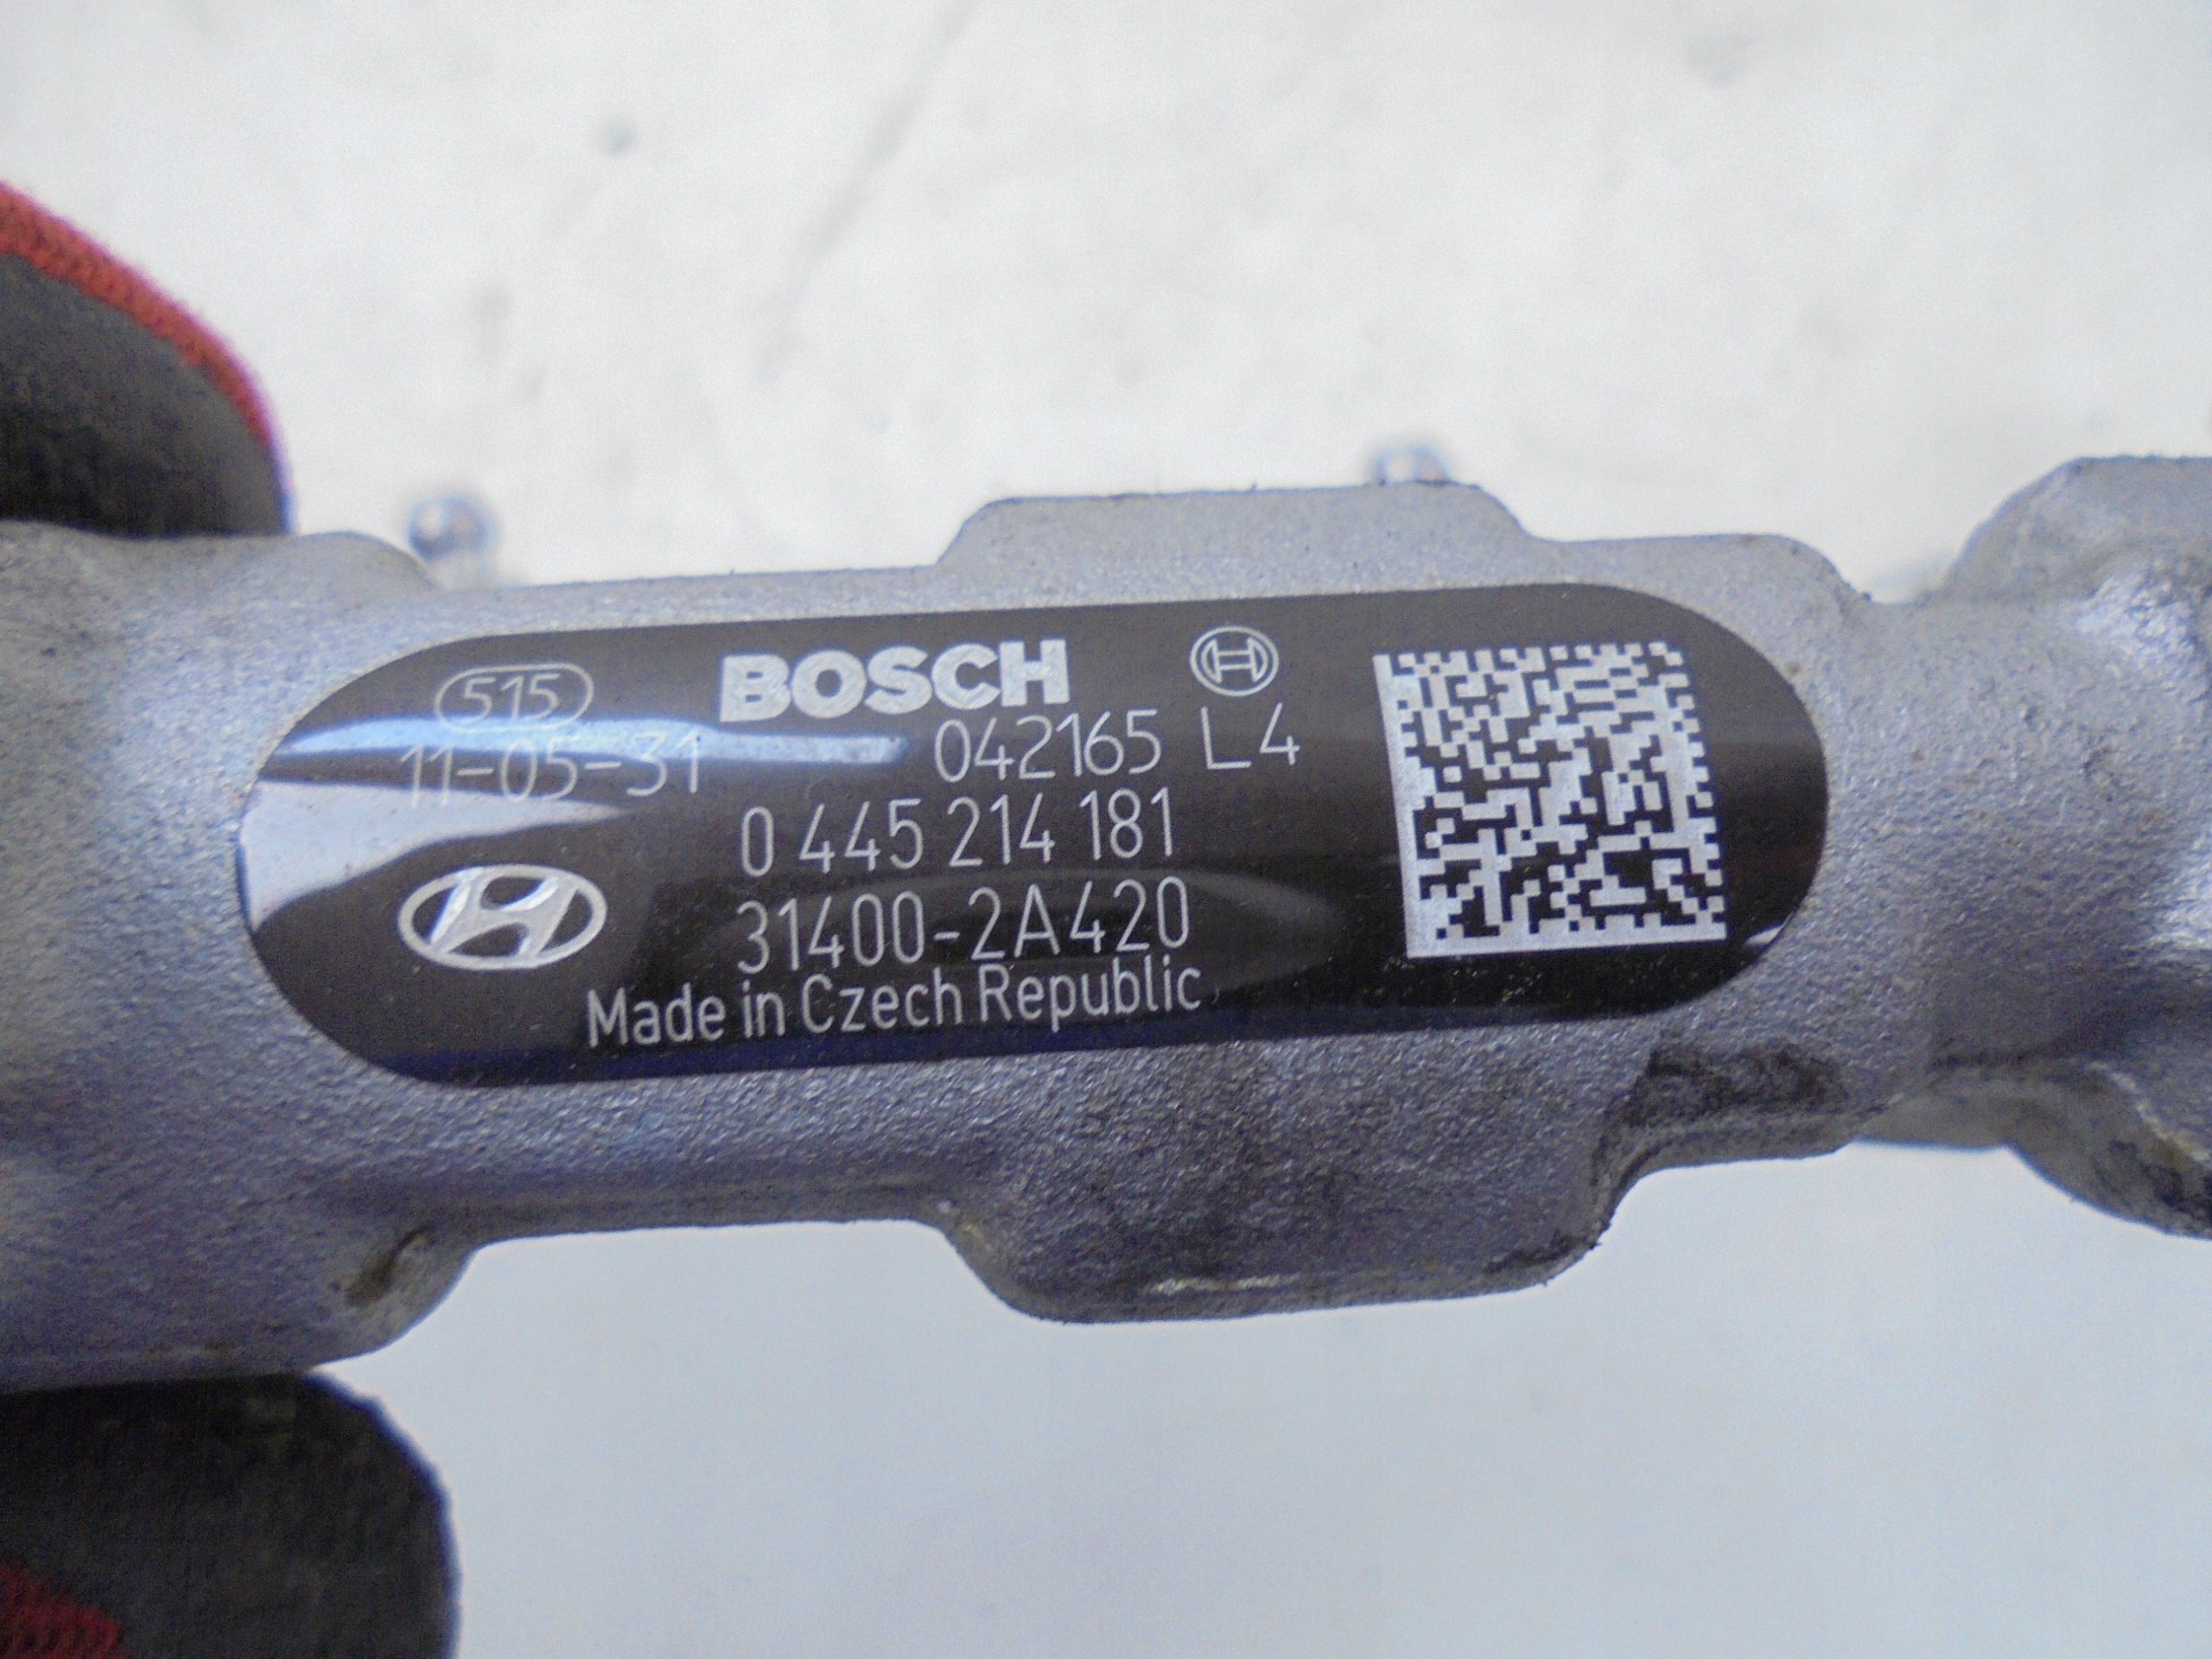 515 BOSCH
11-05-31 042165 L4
0 445 214 181
31400-2A420
Made in Czech Republic